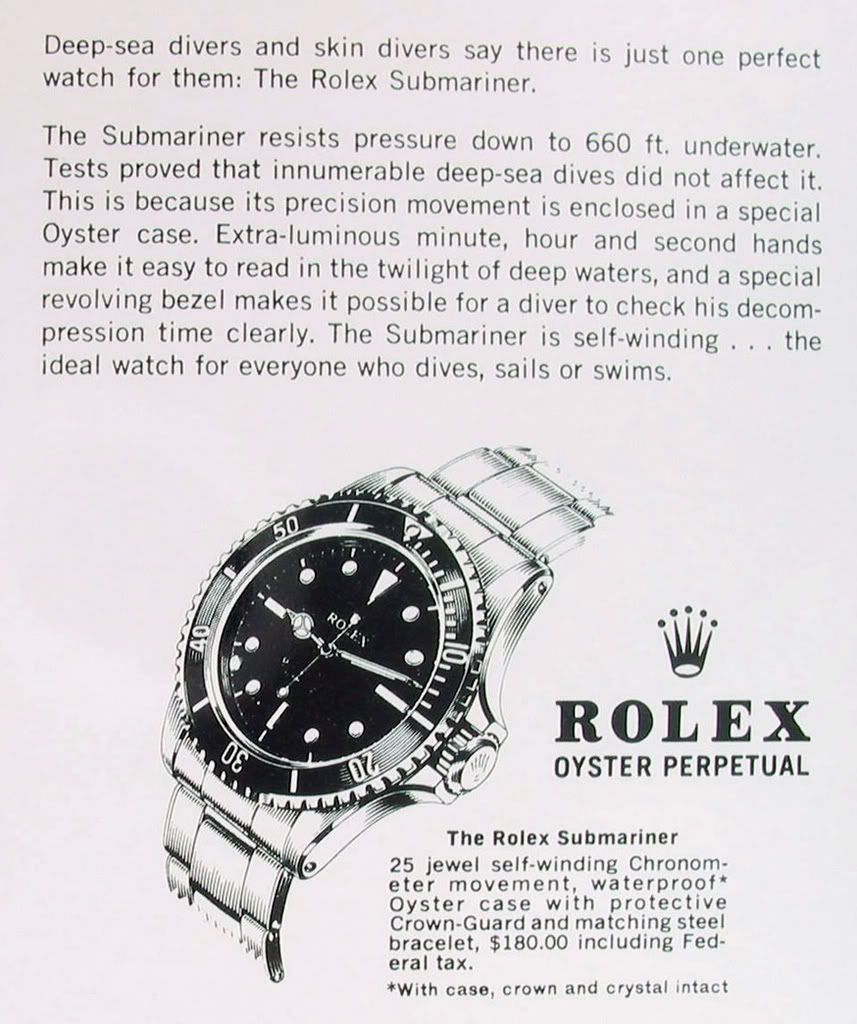 Deep-sea divers and skin divers say there is just one perfect
watch for them: The Rolex Submariner.
The Submariner resists pressure down to 660 ft. underwater.
Tests proved that innumerable deep-sea dives did not affect it.
This is because its precision movement is enclosed in a special
Oyster case. Extra-luminous minute, hour and second hands
make it easy to read in the twilight of deep waters, and a special
revolving bezel makes it possible for a diver to check his decom-
pression time clearly. The Submariner is self-winding . . . the
ideal watch for everyone who dives, sails or swims.
50
40
ROLEX
10
30
20
ROLEX
OYSTER PERPETUAL
The Rolex Submariner
25 jewel self-winding Chronom-
eter movement, waterproof*
Oyster case with protective
Crown-Guard and matching steel
bracelet, $180.00 including Fed-
eral tax.
*With case, crown and crystal intact